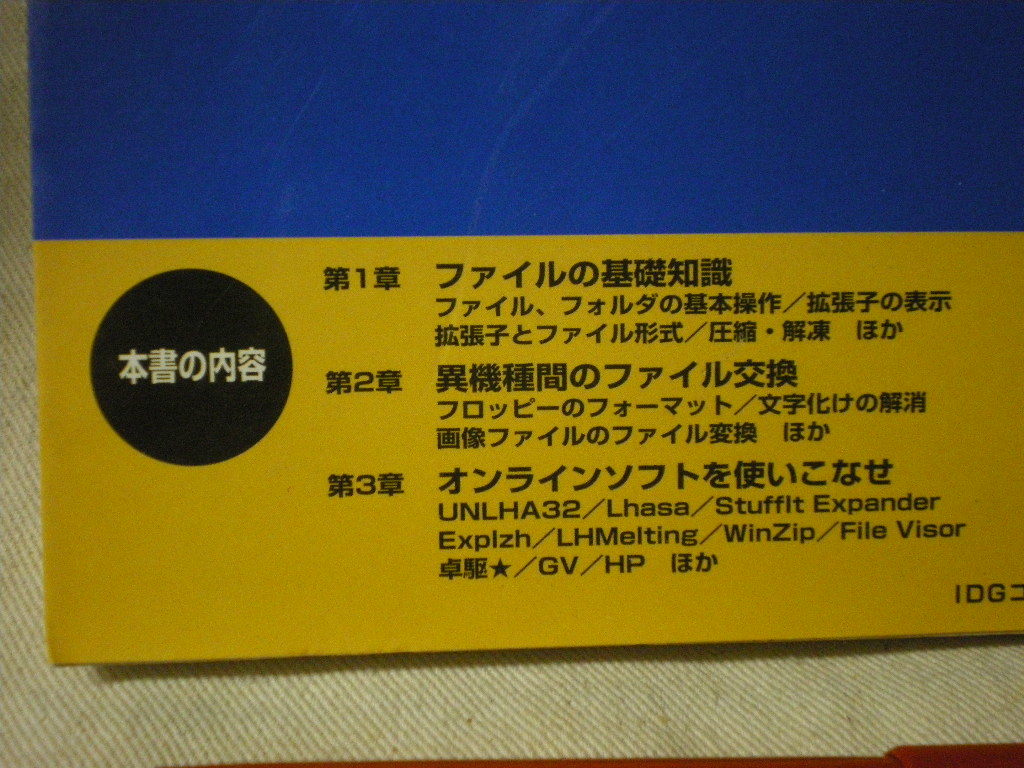 本書の内容
第1章 ファイルの基礎知識
ファイル、フォルダの基本操作／拡張子の表示
拡張子とファイル形式／圧縮・解凍 ほか
第2章 異機種間のファイル交換
フロッピーのフォーマット／文字化けの解消
画像ファイルのファイル変換 ほか
第3章 オンラインソフトを使いこなせ
UNLHA32／Lhasa／StuffIt Expander
Explzh／LHMelting／WinZip／File Visor
卓駆★／GV／HP ほか
IDGコ